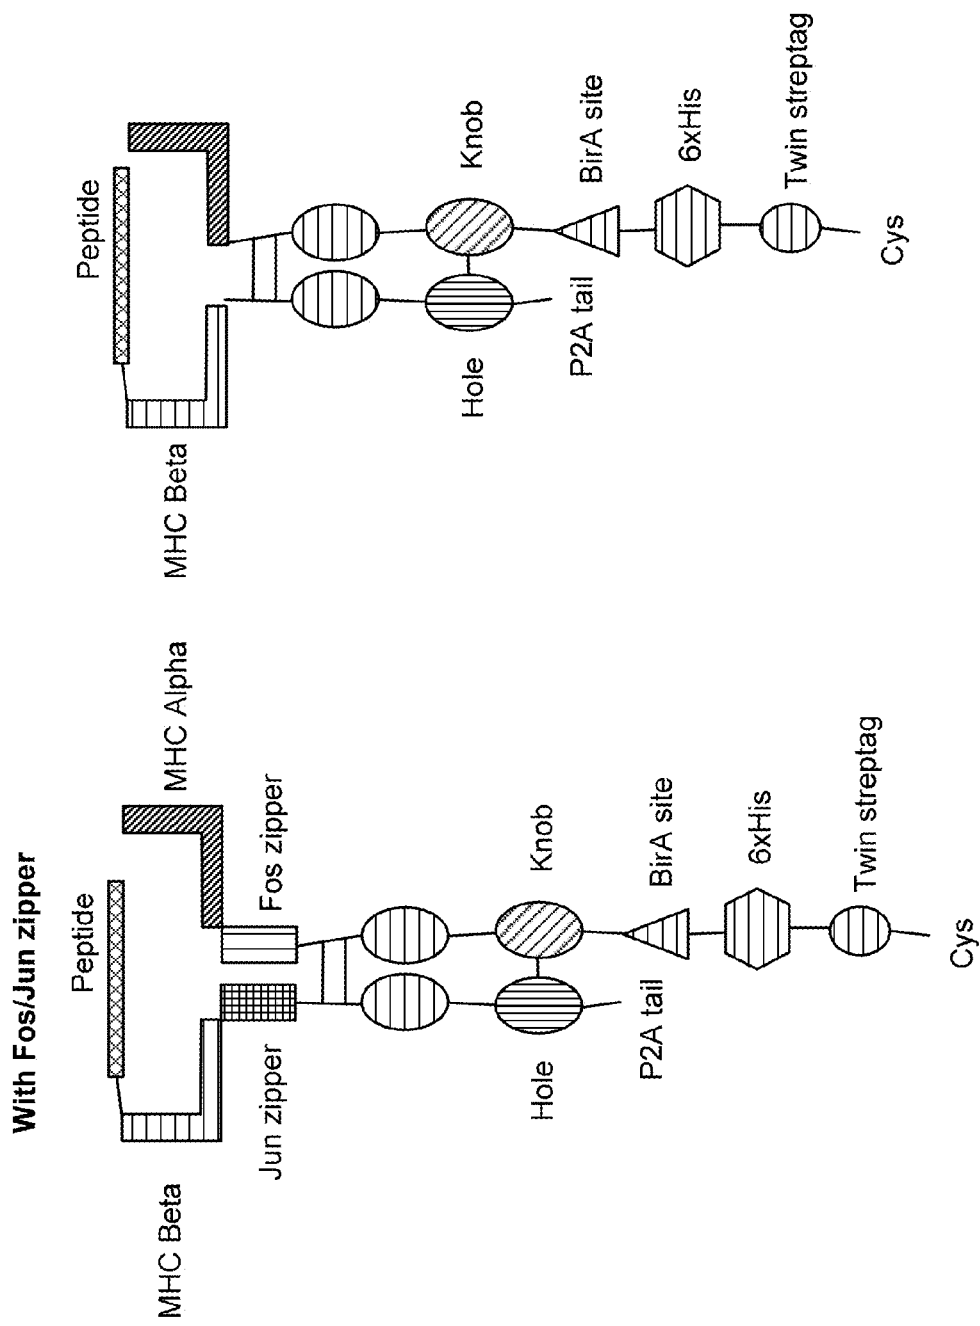 With Fos/Jun zipper
Peptide
MHC Beta
MHC Alpha
Jun zipper
Fos zipper
Hole
Knob
P2A tail
BirA site
6xHis
Twin streptag
Cys
Peptide
MHC Beta
Hole
Knob
P2A tail
BirA site
6xHis
Twin streptag
Cys